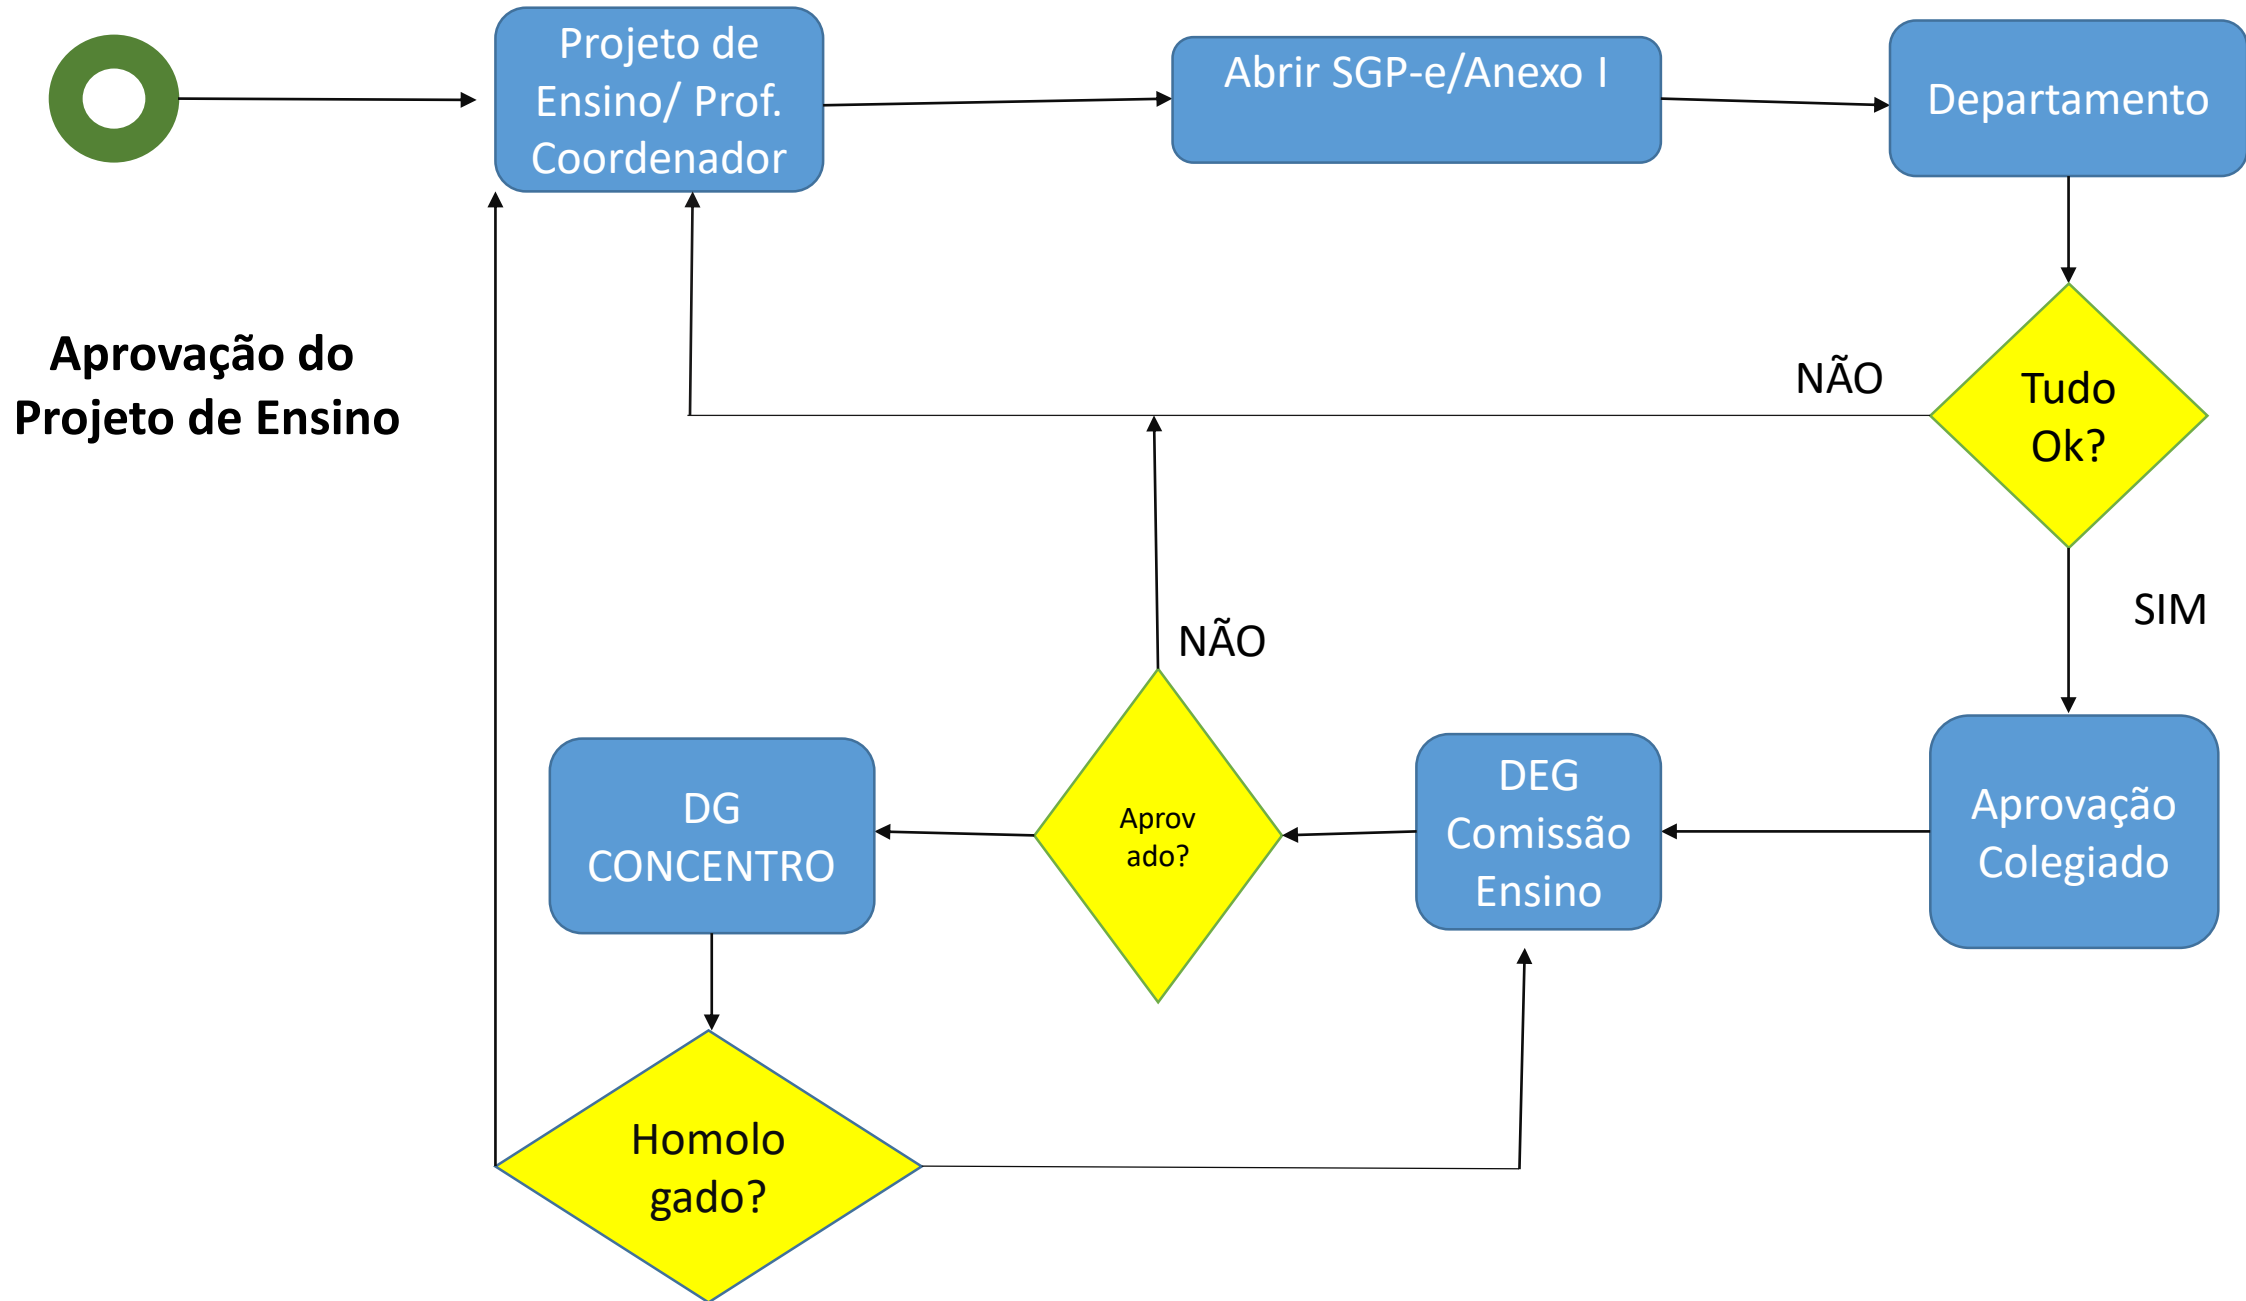 Projeto de
Ensino/ Prof.
Coordenador
Abrir SGP-e/Anexo I
Departamento
Aprovação do
Projeto de Ensino
NÃO
Tudo
Ok?
SIM
NÃO
DG
CONCENTRO
Aprov
ado?
DEG
Comissão
Ensino
Aprovação
Colegiado
Homolo
gado?